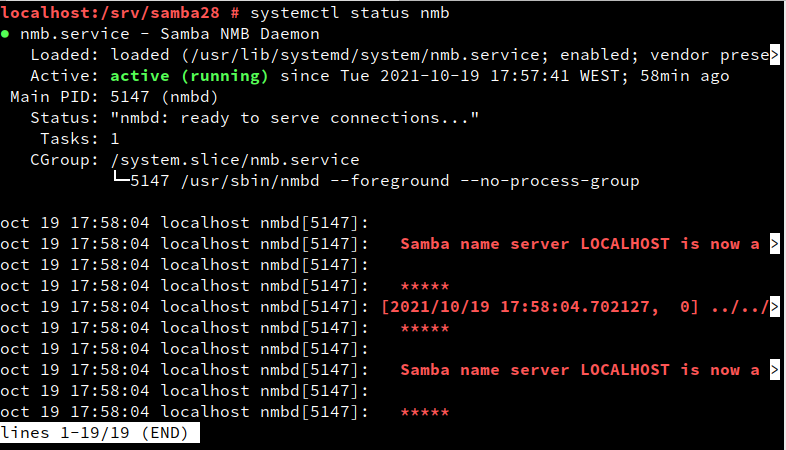 localhost:/srv/samba28 # systemctl status nmb
● nmb.service - Samba NMB Daemon
   Loaded: loaded (/usr/lib/systemd/system/nmb.service; enabled; vendor prese>
   Active: active (running) since Tue 2021-10-19 17:57:41 WEST; 58min ago
 Main PID: 5147 (nmbd)
   Status: "nmbd: ready to serve connections..."
    Tasks: 1
   CGroup: /system.slice/nmb.service
           └─5147 /usr/sbin/nmbd --foreground --no-process-group

oct 19 17:58:04 localhost nmbd[5147]:
oct 19 17:58:04 localhost nmbd[5147]:   Samba name server LOCALHOST is now a >
oct 19 17:58:04 localhost nmbd[5147]:
oct 19 17:58:04 localhost nmbd[5147]:   *****
oct 19 17:58:04 localhost nmbd[5147]: [2021/10/19 17:58:04.702127,  0] ../../>
oct 19 17:58:04 localhost nmbd[5147]:   *****
oct 19 17:58:04 localhost nmbd[5147]:
oct 19 17:58:04 localhost nmbd[5147]:   Samba name server LOCALHOST is now a >
oct 19 17:58:04 localhost nmbd[5147]:
oct 19 17:58:04 localhost nmbd[5147]:   *****
lines 1-19/19 (END)